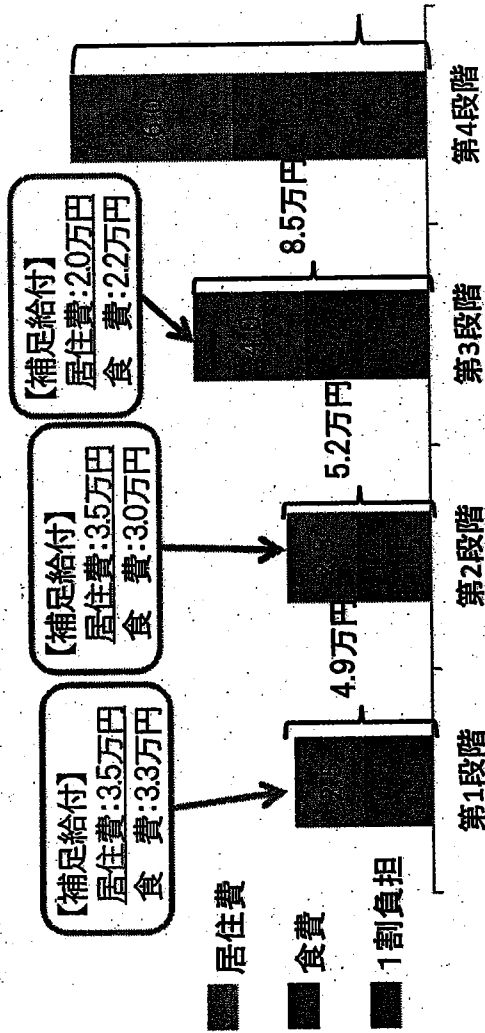 【補足給付】
居住費:3.5万円
食　費:3.3万円
【補足給付】
居住費:3.5万円
食　費:3.0万円
【補足給付】
居住費:2.0万円
食　費:2.2万円
居住費
食費
1割負担
4.9万円
5.2万円
8.5万円
第1段階
第2段階
第3段階
第4段階